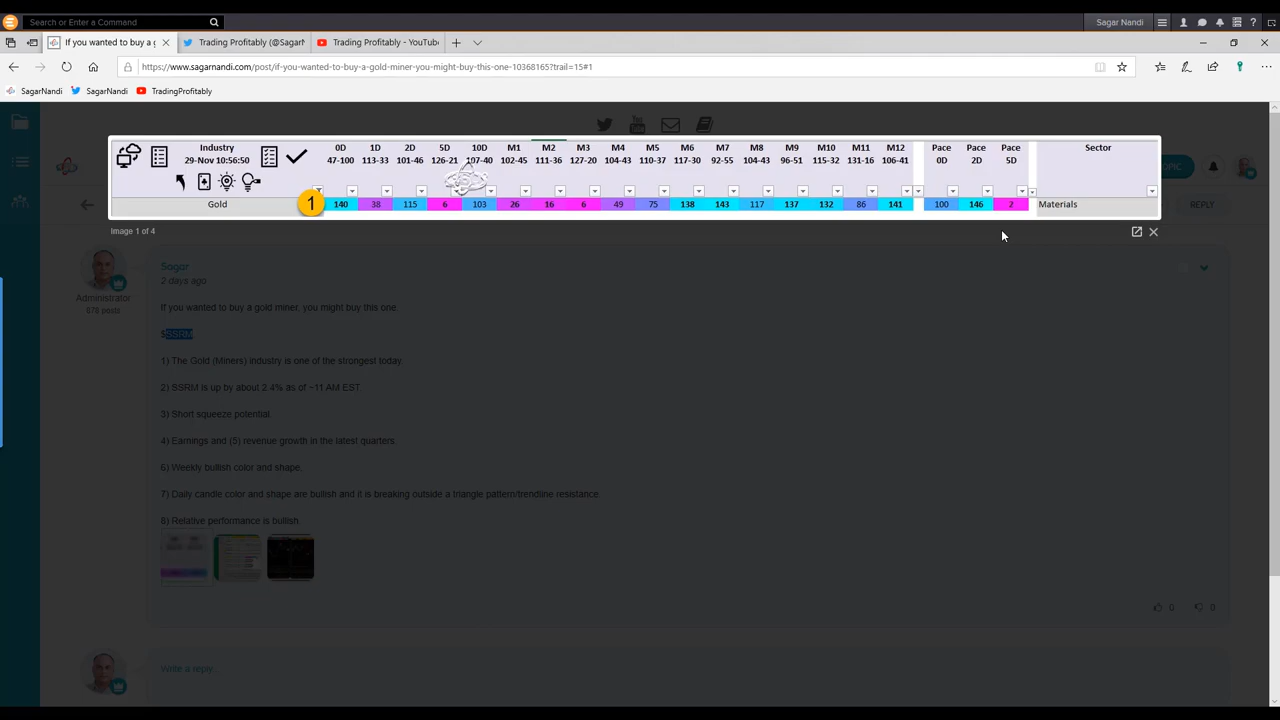 Search or Enter a Command
Sagar Nandi
If you wanted to buy a g
Trading Profitably (@SagarN
Trading Profitably - YouTube
https://www.sagarnandi.com/post/if-you-wanted-to-buy-a-gold-miner-you-might-buy-this-one-10368165?trail=15#1
SagarNandi
SagarNandi
TradingProfitably
Industry 0D 1D 2D 5D 10D M1 M2 M3 M4 M5 M6 M7 M8 M9 M10 M11 M12 Pace Pace Pace Sector
29-Nov 10:56:50 47-100 113-33 101-46 126-21 107-40 102-45 111-36 127-20 104-43 110-37 117-30 92-55 104-43 96-51 115-32 131-16 106-41 0D 2D 5D
Gold 1 140 38 115 6 103 26 16 6 49 75 138 143 117 137 132 86 141 100 146 2 Materials
Image 1 of 4
REPLY
Sagar
2 days ago
Administrator
878 posts
If you wanted to buy a gold miner, you might buy this one.
$SSRM
1) The Gold (Miners) industry is one of the strongest today.
2) SSRM is up by about 2.4% as of ~11 AM EST.
3) Short squeeze potential.
4) Earnings and (5) revenue growth in the latest quarters.
6) Weekly bullish color and shape.
7) Daily candle color and shape are bullish and it is breaking outside a triangle pattern/trendline resistance.
8) Relative performance is bullish.
0
0
Write a reply